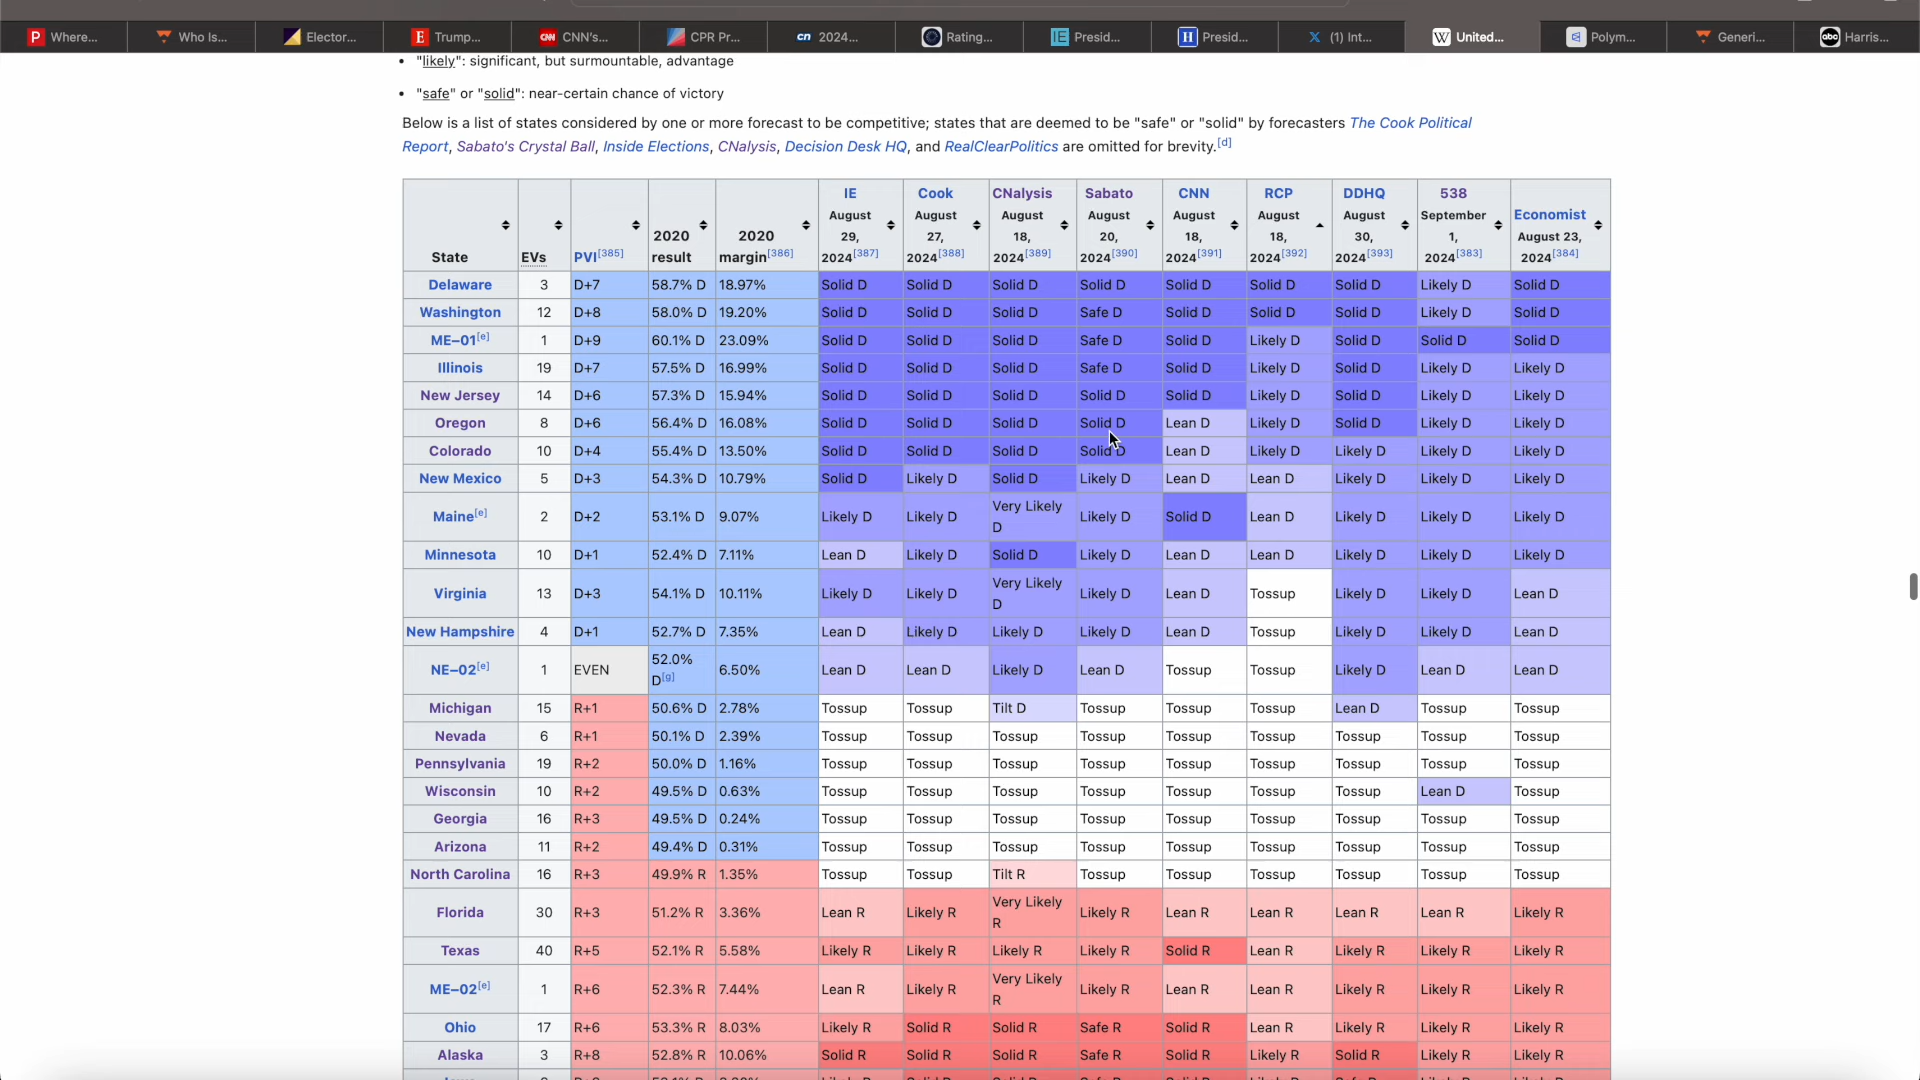 Where...
Who Is...
Elector...
Trump...
CNN's...
CPR Pr...
2024...
Rating...
Presid...
Presid...
(1) Int...
United...
Polym...
Generi...
Harris...
• "likely": significant, but surmountable, advantage
• "safe" or "solid": near-certain chance of victory
Below is a list of states considered by one or more forecast to be competitive; states that are deemed to be "safe" or "solid" by forecasters The Cook Political
Report, Sabato's Crystal Ball, Inside Elections, CNalysis, Decision Desk HQ, and RealClearPolitics are omitted for brevity.[d]
State EVs PVI[385] 2020 result 2020 margin[386] IE August 29, 2024[387] Cook August 27, 2024[388] CNalysis August 18, 2024[389] Sabato August 20, 2024[390] CNN August 18, 2024[391] RCP August 18, 2024[392] DDHQ August 30, 2024[393] 538 September 1, 2024[383] Economist August 23, 2024[384]
Delaware 3 D+7 58.7% D 18.97% Solid D Solid D Solid D Solid D Solid D Solid D Solid D Likely D Solid D
Washington 12 D+8 58.0% D 19.20% Solid D Solid D Solid D Safe D Solid D Solid D Solid D Likely D Solid D
ME–01[e] 1 D+9 60.1% D 23.09% Solid D Solid D Solid D Safe D Solid D Likely D Solid D Solid D Solid D
Illinois 19 D+7 57.5% D 16.99% Solid D Solid D Solid D Safe D Solid D Likely D Solid D Likely D Likely D
New Jersey 14 D+6 57.3% D 15.94% Solid D Solid D Solid D Solid D Solid D Likely D Solid D Likely D Likely D
Oregon 8 D+6 56.4% D 16.08% Solid D Solid D Solid D Solid D Lean D Likely D Solid D Likely D Likely D
Colorado 10 D+4 55.4% D 13.50% Solid D Solid D Solid D Solid D Lean D Likely D Likely D Likely D Likely D
New Mexico 5 D+3 54.3% D 10.79% Solid D Likely D Solid D Likely D Lean D Lean D Likely D Likely D Likely D
Maine[e] 2 D+2 53.1% D 9.07% Likely D Likely D Very Likely D Likely D Solid D Lean D Likely D Likely D Likely D
Minnesota 10 D+1 52.4% D 7.11% Lean D Likely D Solid D Likely D Lean D Lean D Likely D Likely D Likely D
Virginia 13 D+3 54.1% D 10.11% Likely D Likely D Very Likely D Likely D Lean D Tossup Likely D Likely D Lean D
New Hampshire 4 D+1 52.7% D 7.35% Lean D Likely D Likely D Likely D Lean D Tossup Likely D Likely D Lean D
NE–02[e] 1 EVEN 52.0% D[g] 6.50% Lean D Lean D Likely D Lean D Tossup Tossup Likely D Lean D Lean D
Michigan 15 R+1 50.6% D 2.78% Tossup Tossup Tilt D Tossup Tossup Tossup Lean D Tossup Tossup
Nevada 6 R+1 50.1% D 2.39% Tossup Tossup Tossup Tossup Tossup Tossup Tossup Tossup Tossup
Pennsylvania 19 R+2 50.0% D 1.16% Tossup Tossup Tossup Tossup Tossup Tossup Tossup Tossup Tossup
Wisconsin 10 R+2 49.5% D 0.63% Tossup Tossup Tossup Tossup Tossup Tossup Tossup Lean D Tossup
Georgia 16 R+3 49.5% D 0.24% Tossup Tossup Tossup Tossup Tossup Tossup Tossup Tossup Tossup
Arizona 11 R+2 49.4% D 0.31% Tossup Tossup Tossup Tossup Tossup Tossup Tossup Tossup Tossup
North Carolina 16 R+3 49.9% R 1.35% Tossup Tossup Tilt R Tossup Tossup Tossup Tossup Tossup Tossup
Florida 30 R+3 51.2% R 3.36% Lean R Likely R Very Likely R Likely R Lean R Lean R Lean R Lean R Likely R
Texas 40 R+5 52.1% R 5.58% Likely R Likely R Likely R Likely R Solid R Lean R Likely R Likely R Likely R
ME–02[e] 1 R+6 52.3% R 7.44% Lean R Likely R Very Likely R Likely R Lean R Lean R Likely R Likely R Likely R
Ohio 17 R+6 53.3% R 8.03% Likely R Solid R Solid R Safe R Solid R Lean R Likely R Likely R Likely R
Alaska 3 R+8 52.8% R 10.06% Solid R Solid R Solid R Safe R Solid R Likely R Solid R Likely R Likely R